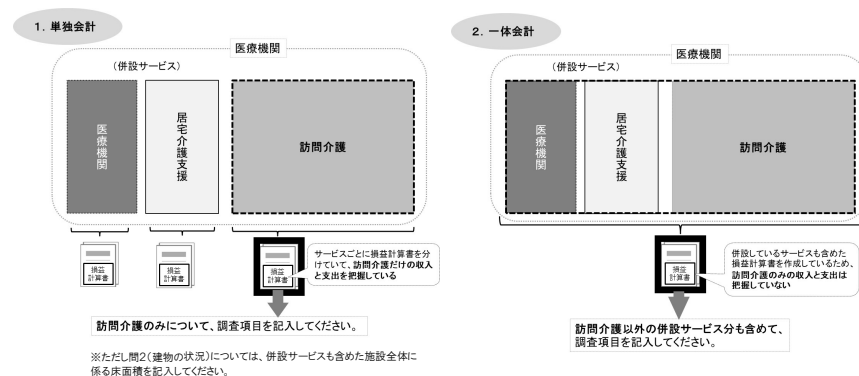 1. 単独会計
医療機関
(併設サービス)
医療機関
居宅介護支援
訪問介護
損益
計算書
損益
計算書
損益
計算書
サービスごとに損益計算書を分
けていて、訪問介護だけの収入
と支出を把握している
訪問介護のみについて、調査項目を記入してください。
※ただし問2(建物の状況)については、併設サービスも含めた施設全体に
係る床面積を記入してください。
2. 一体会計
医療機関
(併設サービス)
医療機関
居宅介護支援
訪問介護
損益
計算書
併設しているサービスも含めた
損益計算書を作成しているため、
訪問介護のみの収入と支出は
把握していない
訪問介護以外の併設サービス分も含めて、
調査項目を記入してください。